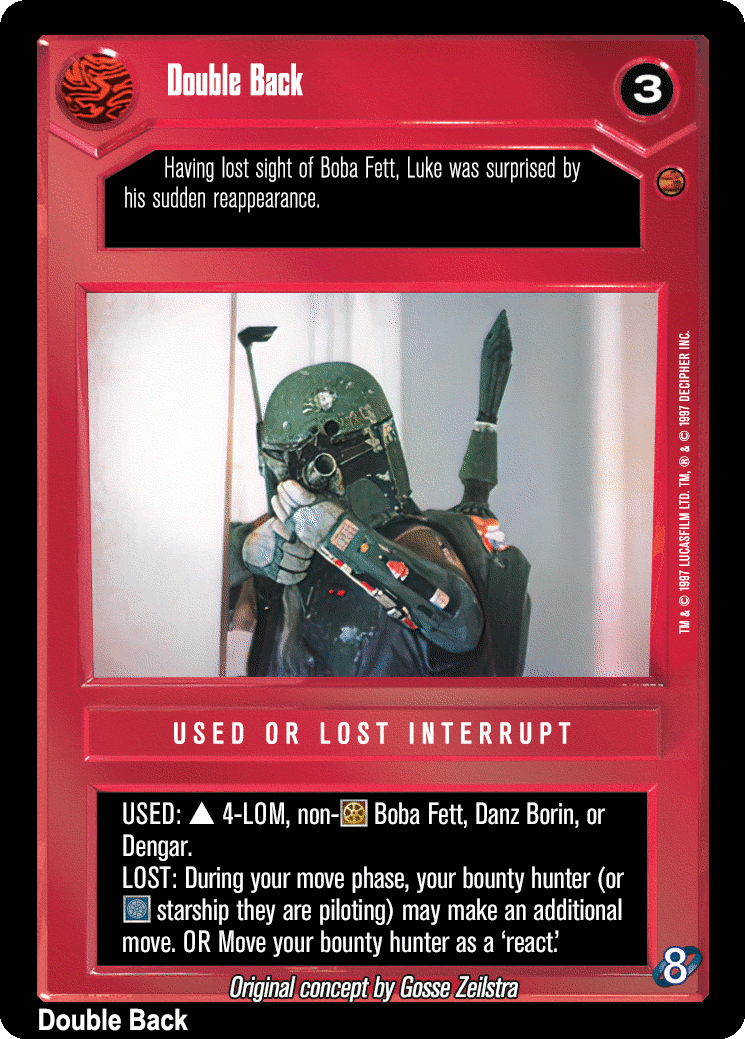 Double Back
3
Having lost sight of Boba Fett, Luke was surprised by
his sudden reappearance.
TM & © 1997 LUCASFILM LTD. TM, ® & © 1997 DECIPHER INC.
USED OR LOST INTERRUPT
USED: ▲ 4-LOM, non- Boba Fett, Danz Borin, or
Dengar.
LOST: During your move phase, your bounty hunter (or
starship they are piloting) may make an additional
move. OR Move your bounty hunter as a ‘react.’
8
Original concept by Gosse Zeilstra
Double Back